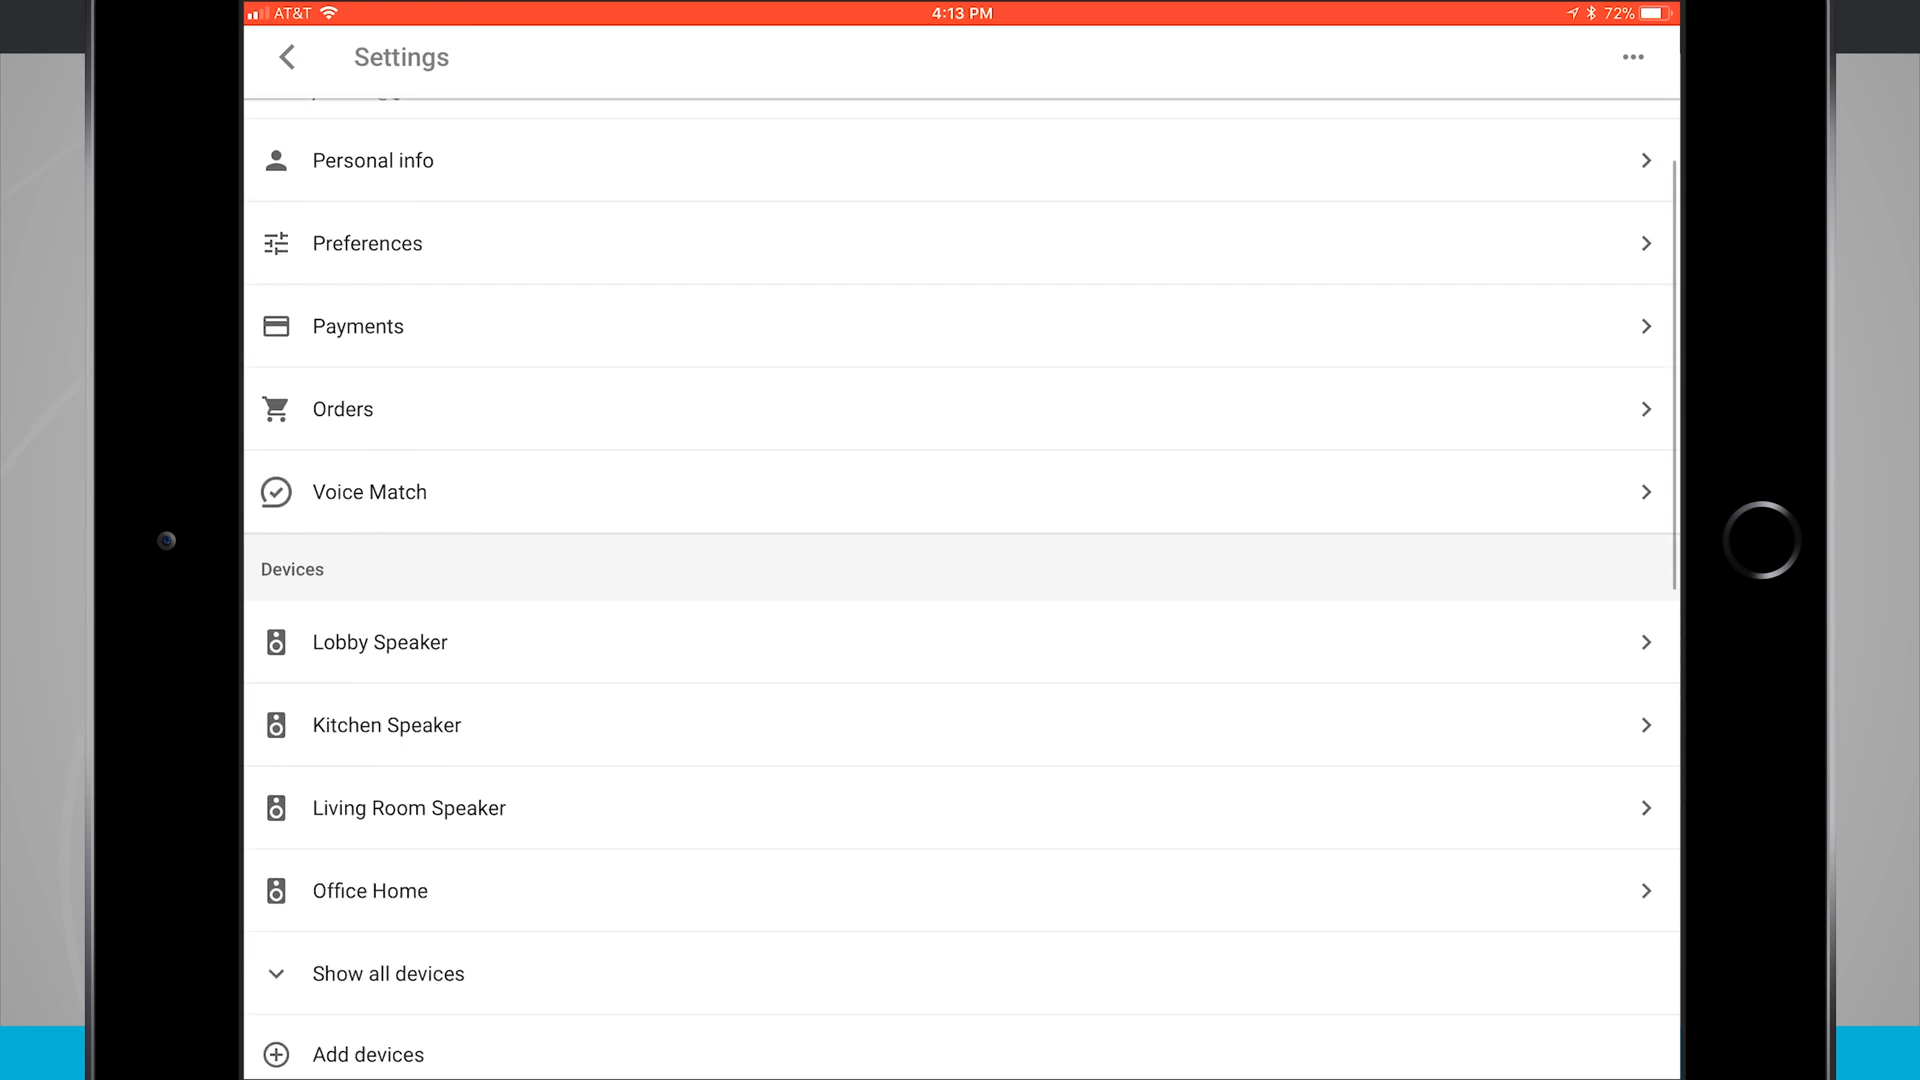 AT&T
4:13 PM
72%
Settings
Personal info
Preferences
Payments
Orders
Voice Match
Devices
Lobby Speaker
Kitchen Speaker
Living Room Speaker
Office Home
Show all devices
Add devices